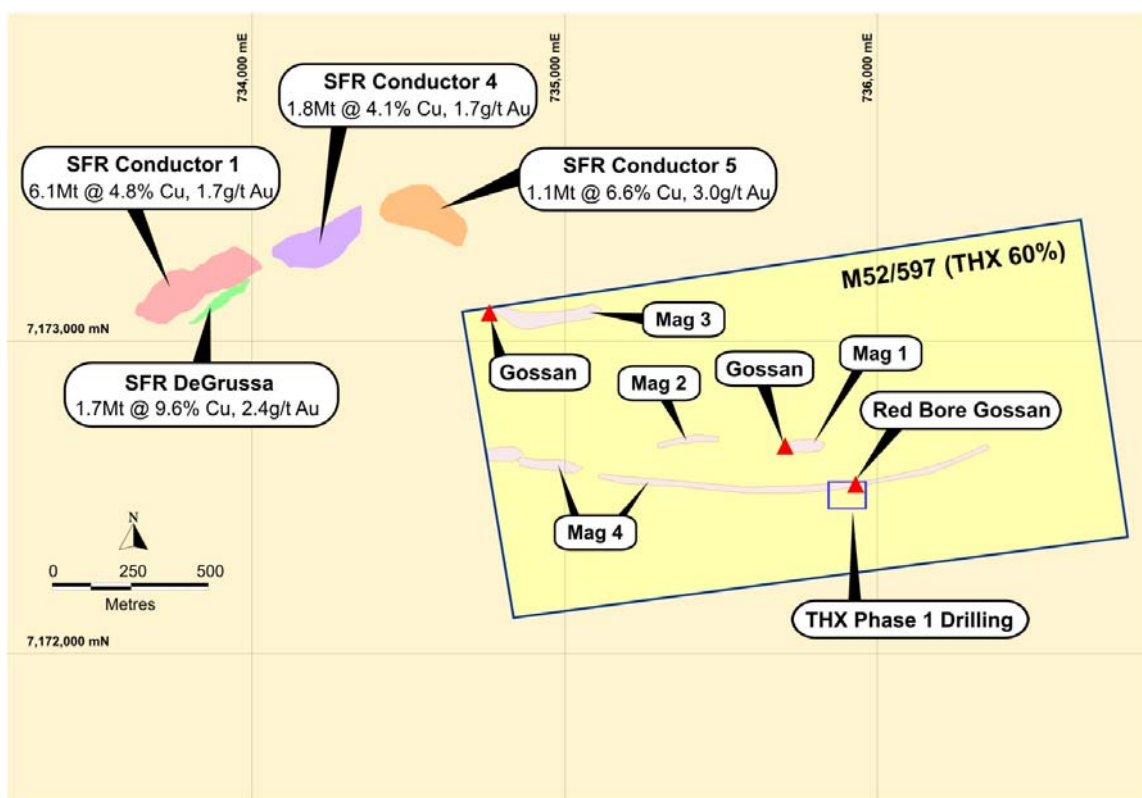 734,000 mE
735,000 mE
736,000 mE
SFR Conductor 4
1.8Mt @ 4.1% Cu, 1.7g/t Au
SFR Conductor 1
6.1Mt @ 4.8% Cu, 1.7g/t Au
SFR Conductor 5
1.1Mt @ 6.6% Cu, 3.0g/t Au
M52/597 (THX 60%)
7,173,000 mN
Mag 3
SFR DeGrussa
1.7Mt @ 9.6% Cu, 2.4g/t Au
Gossan
Mag 2
Gossan
Mag 1
Red Bore Gossan
Mag 4
N
0 250 500
Metres
THX Phase 1 Drilling
7,172,000 mN